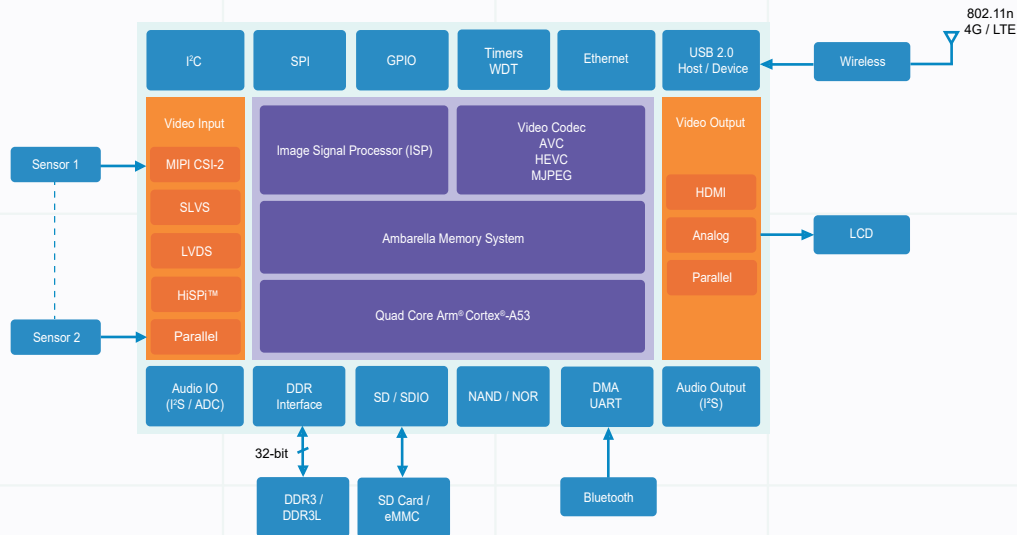 802.11n
4G / LTE
I²C
SPI
GPIO
Timers
WDT
Ethernet
USB 2.0
Host / Device
Wireless
Video Input
MIPI CSI-2
SLVS
LVDS
HiSPi™
Parallel
Sensor 1
Sensor 2
Image Signal Processor (ISP)
Video Codec
AVC
HEVC
MJPEG
Ambarella Memory System
Quad Core Arm® Cortex®-A53
Video Output
HDMI
Analog
Parallel
LCD
Audio IO
(I²S / ADC)
DDR
Interface
SD / SDIO
NAND / NOR
DMA
UART
Audio Output
(I²S)
32-bit
DDR3 /
DDR3L
SD Card /
eMMC
Bluetooth